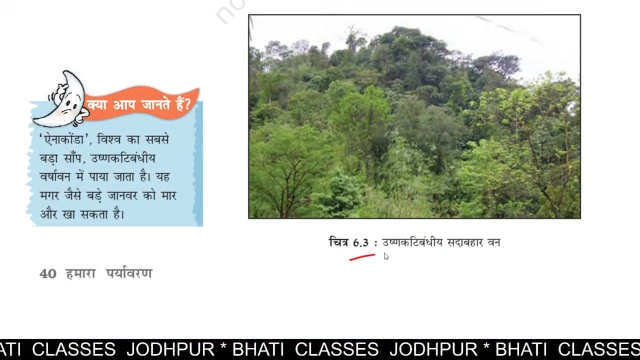 no
क्या आप जानते हैं?
'ऐनाकोंडा', विश्व का सबसे
बड़ा साँप, उष्णकटिबंधीय
वर्षावन में पाया जाता है। यह
मगर जैसे बड़े जानवर को मार
और खा सकता है।
चित्र 6.3 : उष्णकटिबंधीय सदाबहार वन
40 हमारा पर्यावरण
ATI CLASSES JODHPUR * BHATI CLASSES JODHPUR * BHATI CLASSES